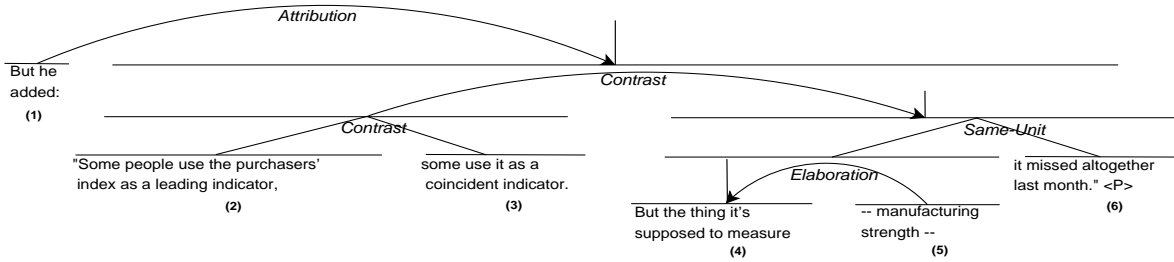 Attribution
But he
added:
(1)
Contrast
Contrast
"Some people use the purchasers'
index as a leading indicator,
(2)
some use it as a
coincident indicator.
(3)
Same-Unit
Elaboration
But the thing it's
supposed to measure
(4)
-- manufacturing
strength --
(5)
it missed altogether
last month." <P>
(6)